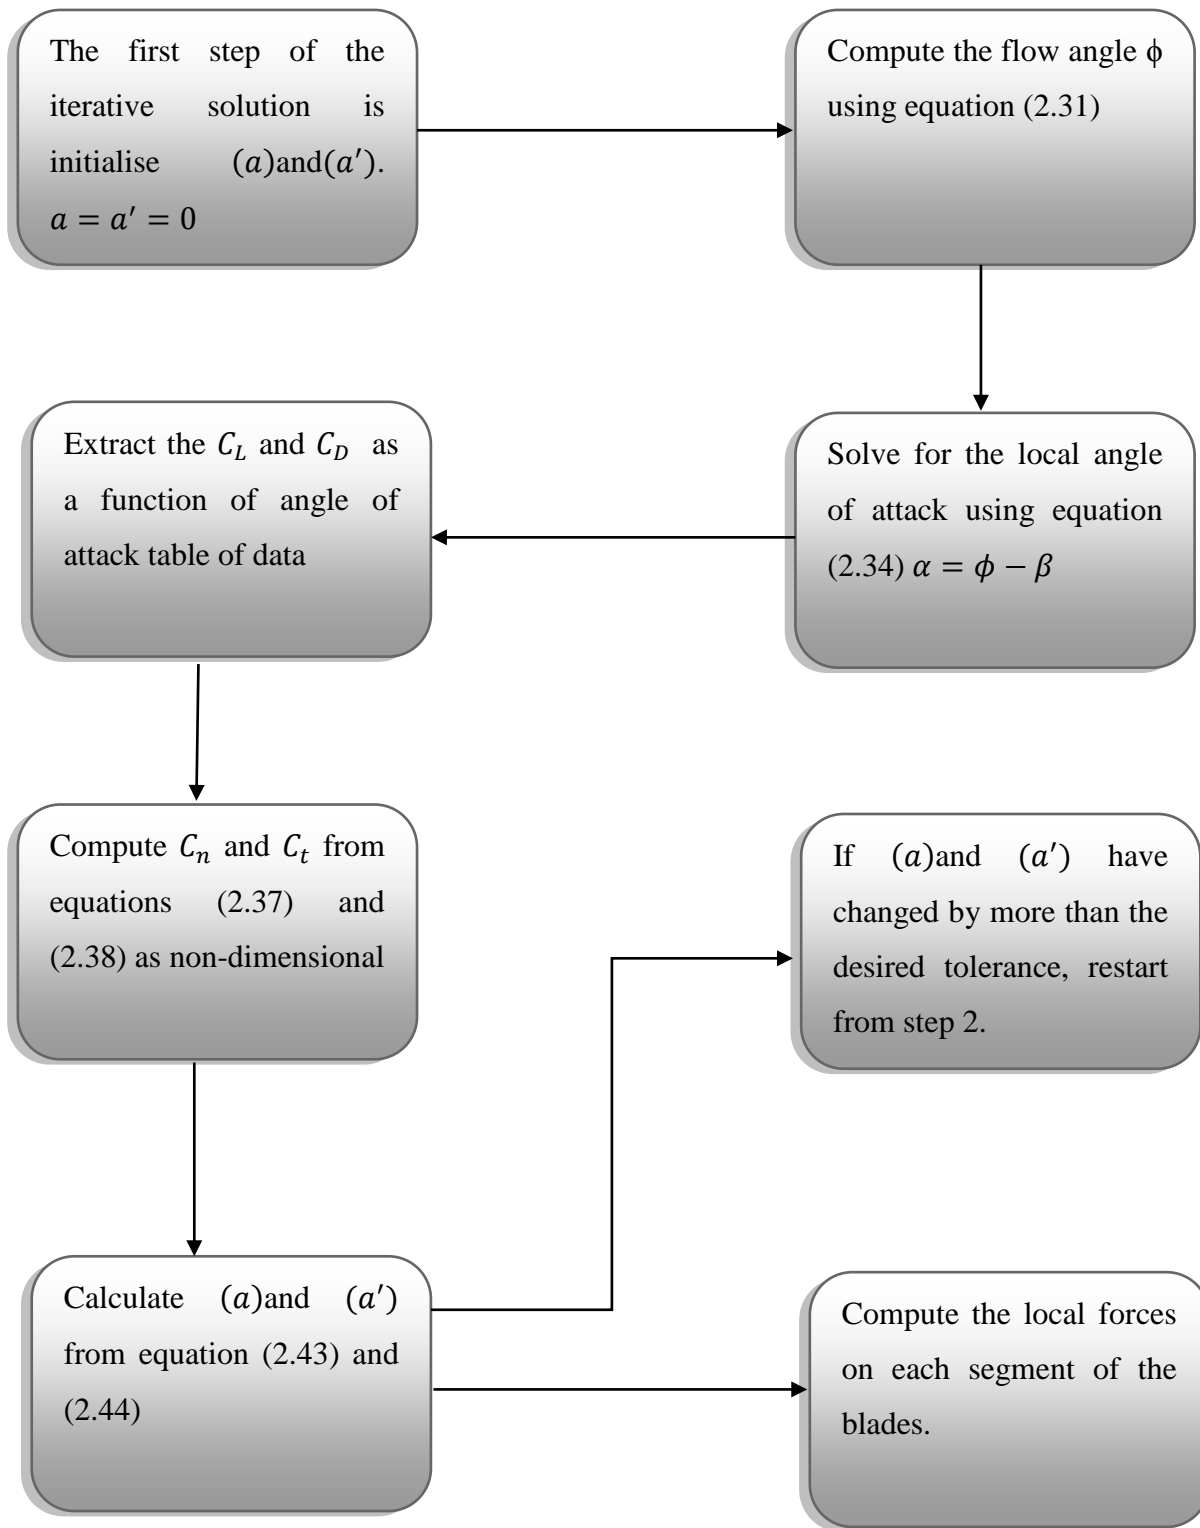 The first step of the
iterative solution is
initialise (a)and(a′).
a = a′ = 0
Compute the flow angle ϕ
using equation (2.31)
Solve for the local angle
of attack using equation
(2.34) α = ϕ − β
Extract the C_L and C_D as
a function of angle of
attack table of data
Compute C_n and C_t from
equations (2.37) and
(2.38) as non-dimensional
Calculate (a)and (a′)
from equation (2.43) and
(2.44)
If (a)and (a′) have
changed by more than the
desired tolerance, restart
from step 2.
Compute the local forces
on each segment of the
blades.